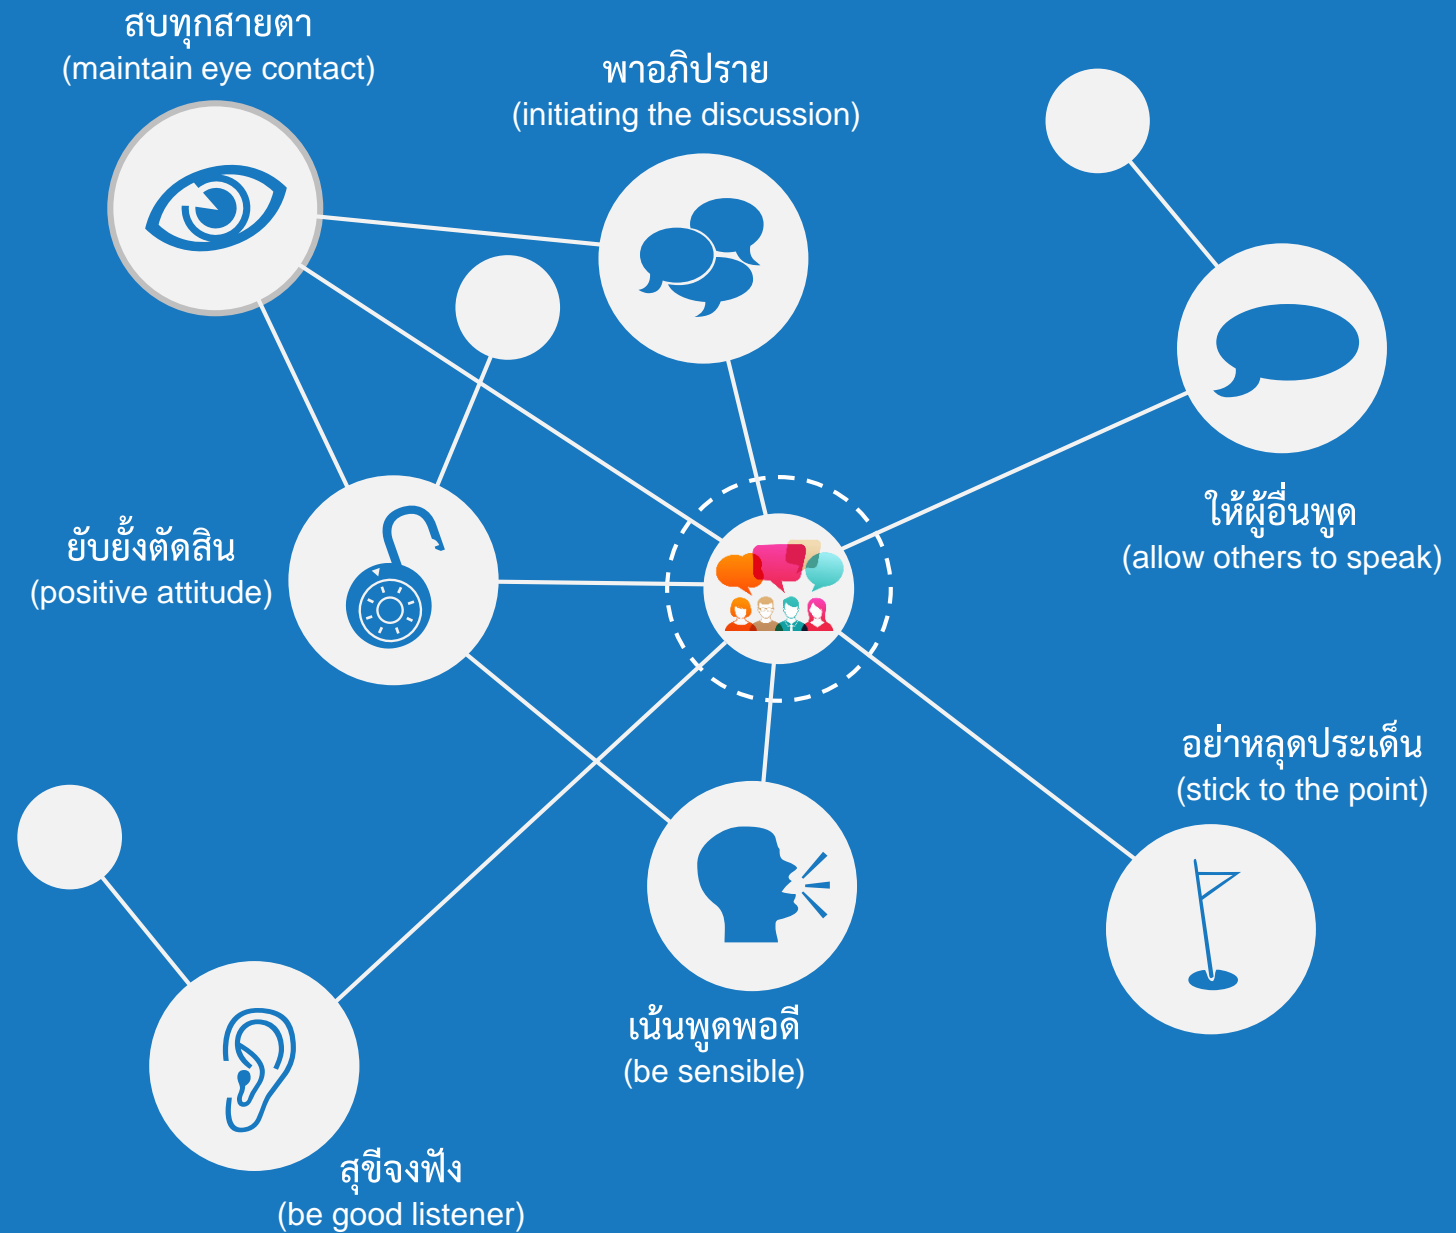 สบทุกสายตา
(maintain eye contact)
พาอภิปราย
(initiating the discussion)
ให้ผู้อื่นพูด
(allow others to speak)
ยับยั้งตัดสิน
(positive attitude)
อย่าหลุดประเด็น
(stick to the point)
เน้นพูดพอดี
(be sensible)
สุขีจงฟัง
(be good listener)